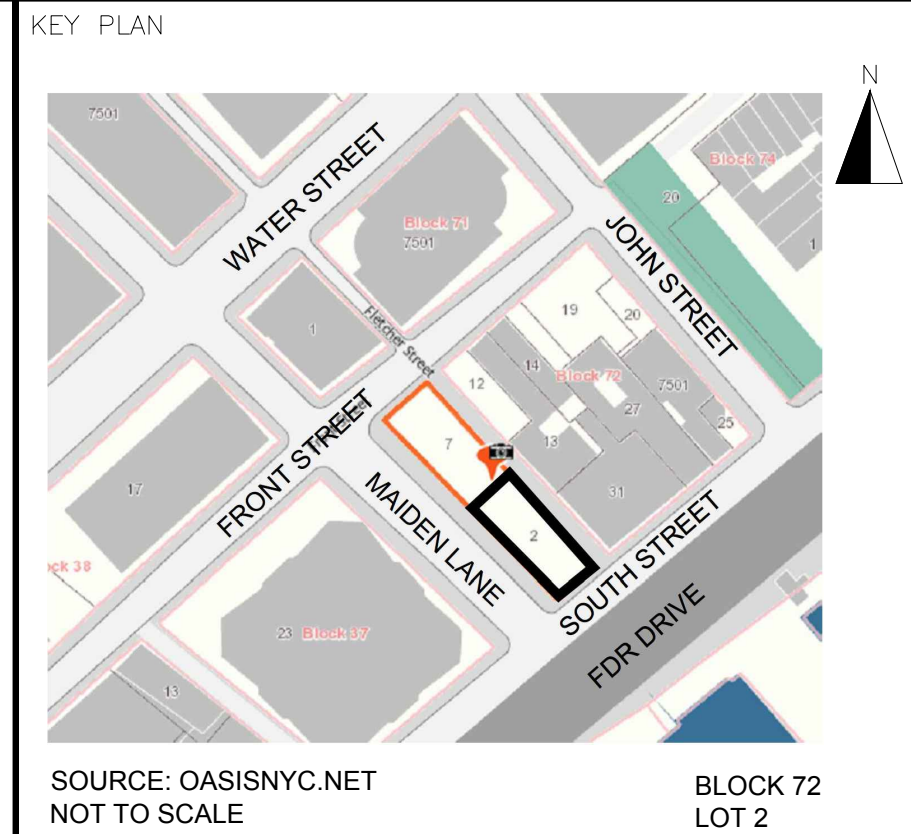 KEY PLAN
N
7501
WATER STREET
Block 74
20
1
Block 71
7501
JOHN STREET
Fletcher Street
1
19
20
14
Block 72
7501
12
27
25
13
7
FRONT STREET
17
31
MAIDEN LANE
2
SOUTH STREET
ock 38
FDR DRIVE
23 Block 37
13
SOURCE: OASISNYC.NET
NOT TO SCALE
BLOCK 72
LOT 2